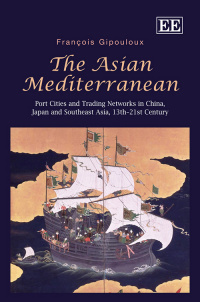 EE
François Gipouloux
The Asian
Mediterranean
Port Cities and Trading Networks in China,
Japan and Southeast Asia, 13th–21st Century